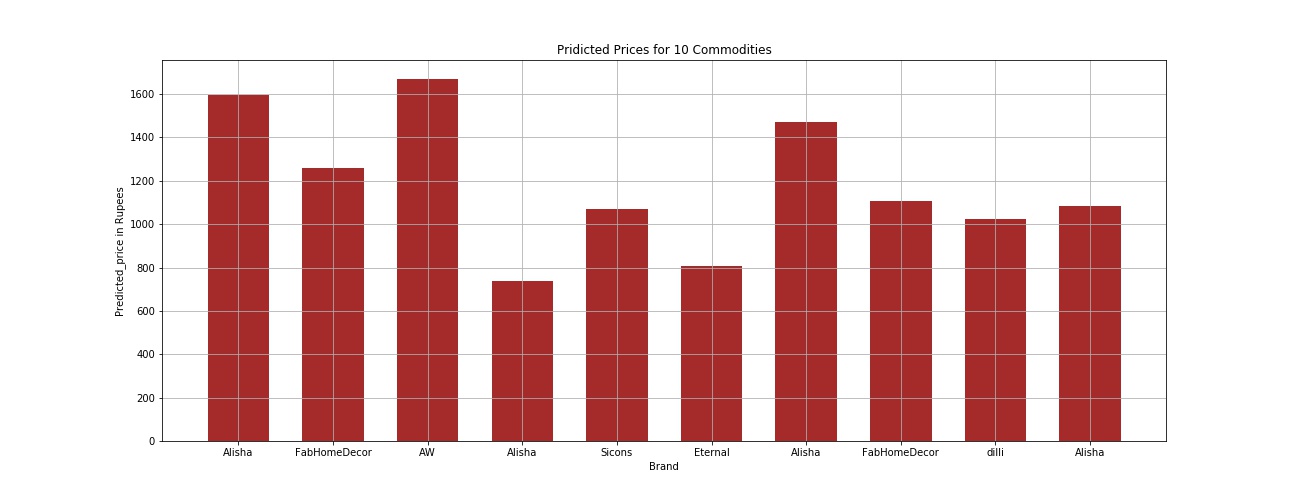 Pridicted Prices for 10 Commodities
1600
1400
1200
1000
800
600
400
200
0
Predicted_price in Rupees
Alisha FabHomeDecor AW Alisha Sicons Eternal Alisha FabHomeDecor dilli Alisha
Brand